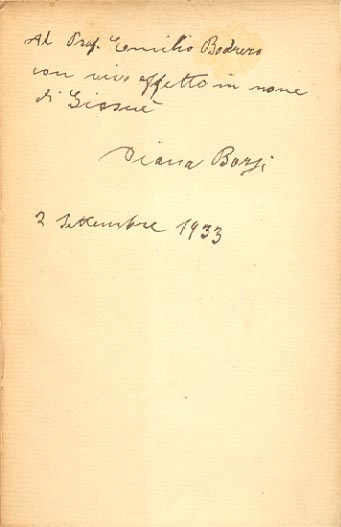 Al Prof. Emilio Bodrero
con vivo affetto in nome
di Giosuè
Diana Borsi
2 Settembre 1933